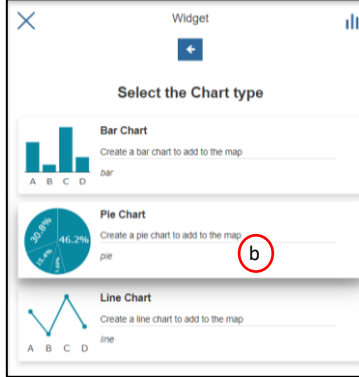 Widget
Select the Chart type
Bar Chart
Create a bar chart to add to the map
bar
A B C D
Pie Chart
Create a pie chart to add to the map
pie
30.8%
46.2%
15.4%
b
Line Chart
Create a line chart to add to the map
line
A B C D